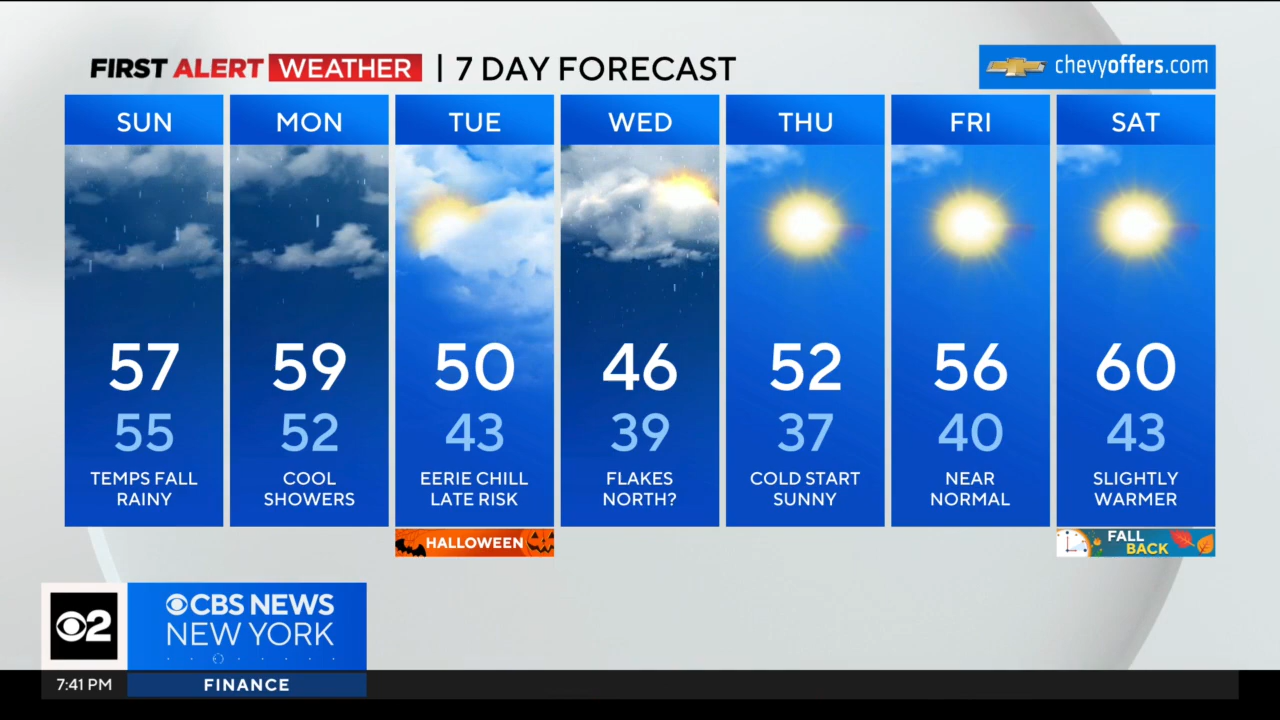 FIRST ALERT WEATHER | 7 DAY FORECAST
chevyoffers.com
SUN
57
55
TEMPS FALL
RAINY
MON
59
52
COOL
SHOWERS
TUE
50
43
EERIE CHILL
LATE RISK
HALLOWEEN
WED
46
39
FLAKES
NORTH?
THU
52
37
COLD START
SUNNY
FRI
56
40
NEAR
NORMAL
SAT
60
43
SLIGHTLY
WARMER
FALL
BACK
2
CBS NEWS
NEW YORK
7:41 PM
FINANCE